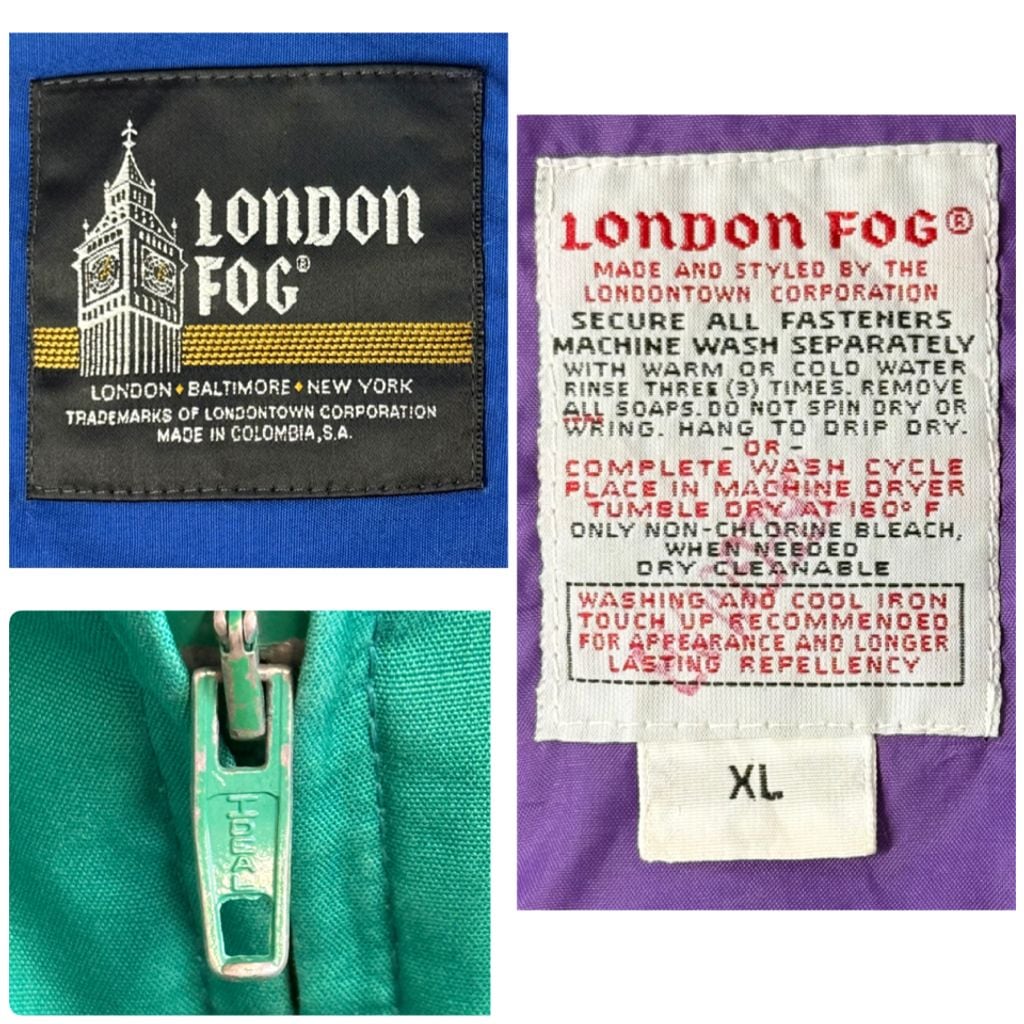 LONDON
FOG®
LONDON ♦ BALTIMORE ♦ NEW YORK
TRADEMARKS OF LONDONTOWN CORPORATION
MADE IN COLOMBIA, S.A.
LONDON FOG®
MADE AND STYLED BY THE
LONDONTOWN CORPORATION
SECURE ALL FASTENERS
MACHINE WASH SEPARATELY
WITH WARM OR COLD WATER
RINSE THREE (3) TIMES. REMOVE
ALL SOAPS. DO NOT SPIN DRY OR
WRING. HANG TO DRIP DRY.
- OR -
COMPLETE WASH CYCLE
PLACE IN MACHINE DRYER
TUMBLE DRY AT 160° F
ONLY NON-CHLORINE BLEACH,
WHEN NEEDED
DRY CLEANABLE
WASHING AND COOL IRON
TOUCH UP RECOMMENDED
FOR APPEARANCE AND LONGER
LASTING REPELLENCY
XL
IDEAL